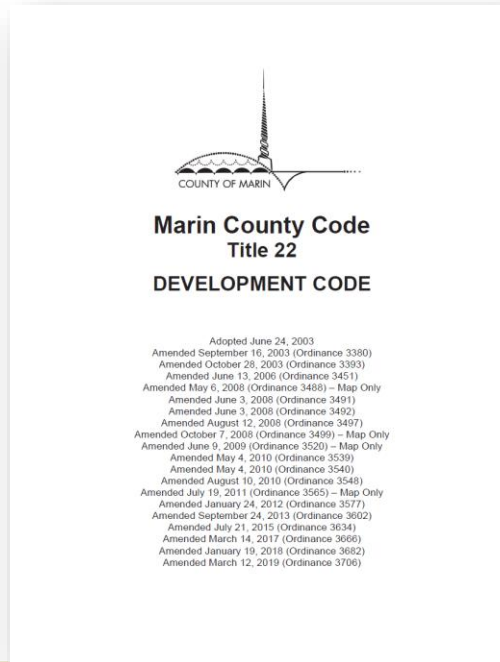 COUNTY OF MARIN
Marin County Code
Title 22
DEVELOPMENT CODE
Adopted June 24, 2003
Amended September 16, 2003 (Ordinance 3380)
Amended October 28, 2003 (Ordinance 3393)
Amended June 13, 2006 (Ordinance 3451)
Amended May 6, 2008 (Ordinance 3488) – Map Only
Amended June 3, 2008 (Ordinance 3491)
Amended June 3, 2008 (Ordinance 3492)
Amended August 12, 2008 (Ordinance 3497)
Amended October 7, 2008 (Ordinance 3499) – Map Only
Amended June 9, 2009 (Ordinance 3520) – Map Only
Amended May 4, 2010 (Ordinance 3539)
Amended May 4, 2010 (Ordinance 3540)
Amended August 10, 2010 (Ordinance 3548)
Amended July 19, 2011 (Ordinance 3565) – Map Only
Amended January 24, 2012 (Ordinance 3577)
Amended September 24, 2013 (Ordinance 3602)
Amended July 21, 2015 (Ordinance 3634)
Amended March 14, 2017 (Ordinance 3666)
Amended January 19, 2018 (Ordinance 3682)
Amended March 12, 2019 (Ordinance 3706)